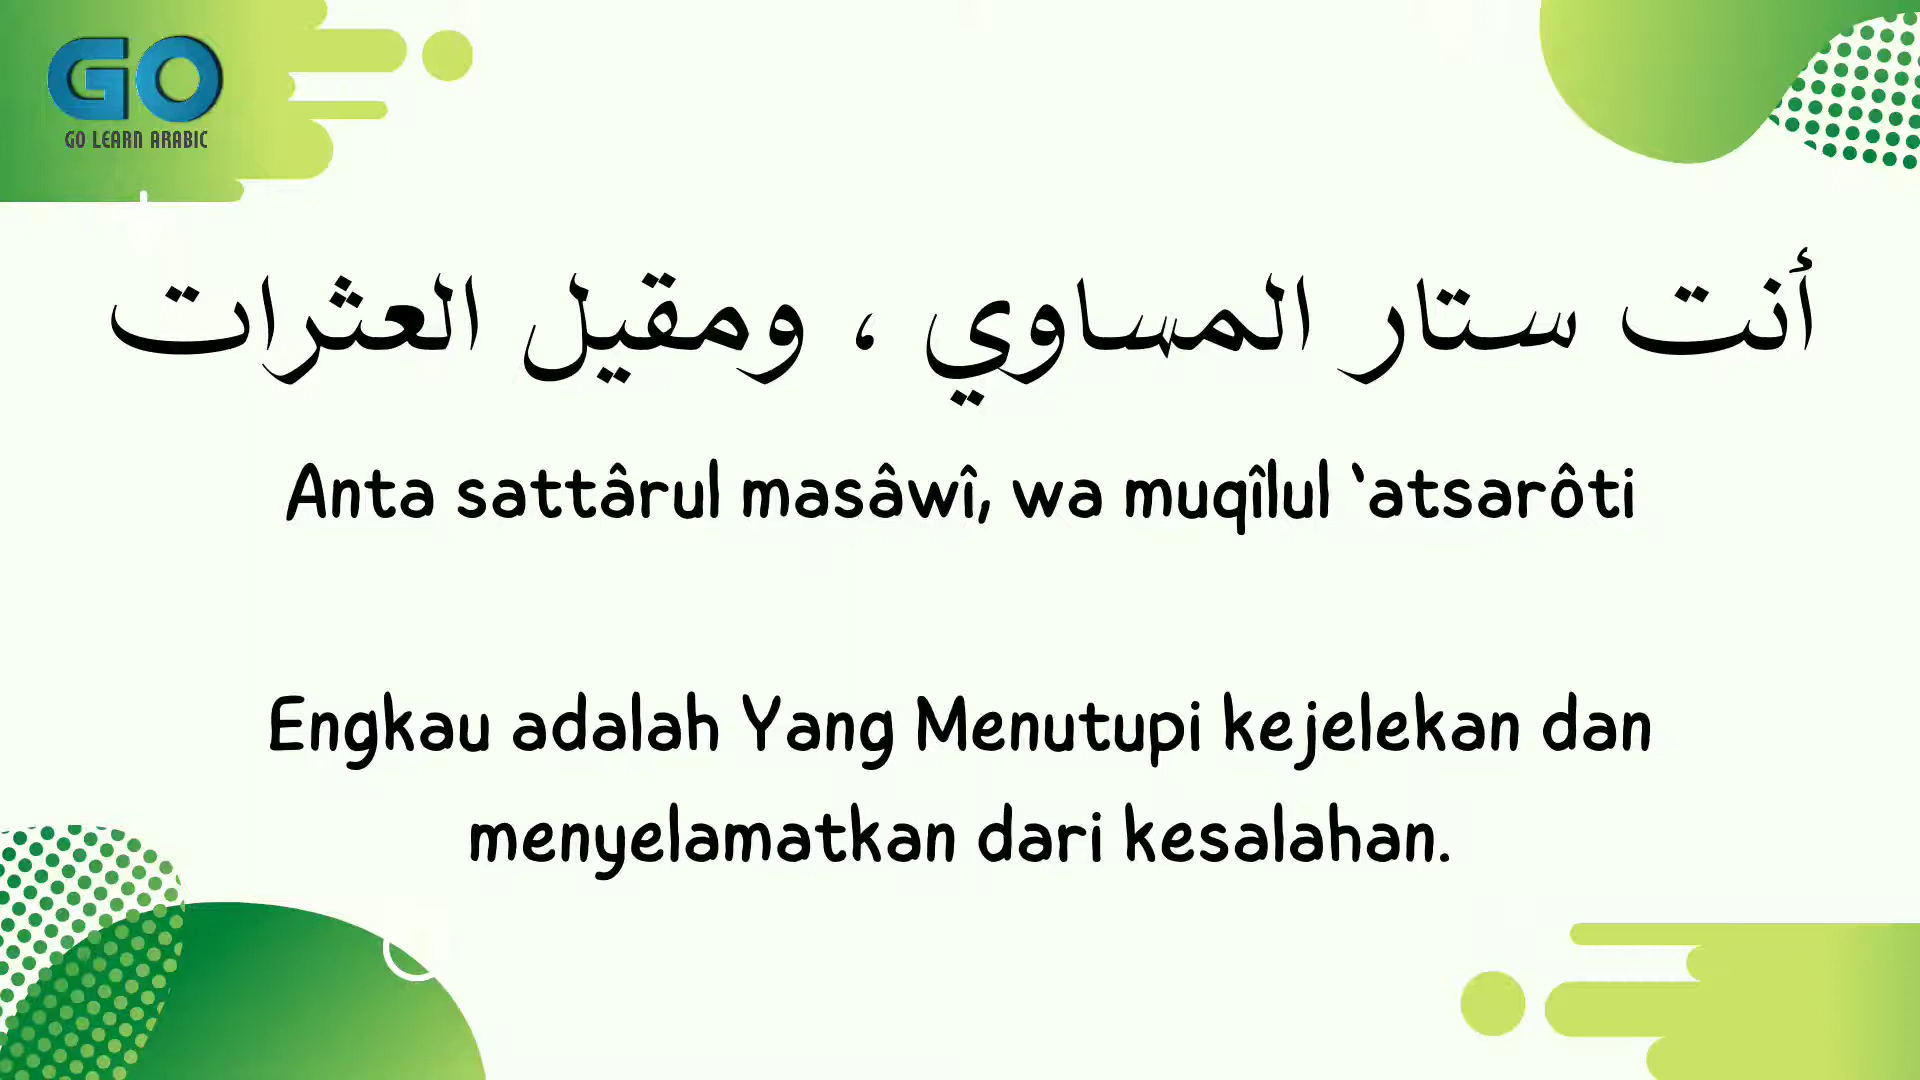 GO
GO LEARN ARABIC
أنت ستار المساوي ، ومقيل العثرات
Anta sattârul masâwî, wa muqîlul `atsarôti
Engkau adalah Yang Menutupi kejelekan dan
menyelamatkan dari kesalahan.